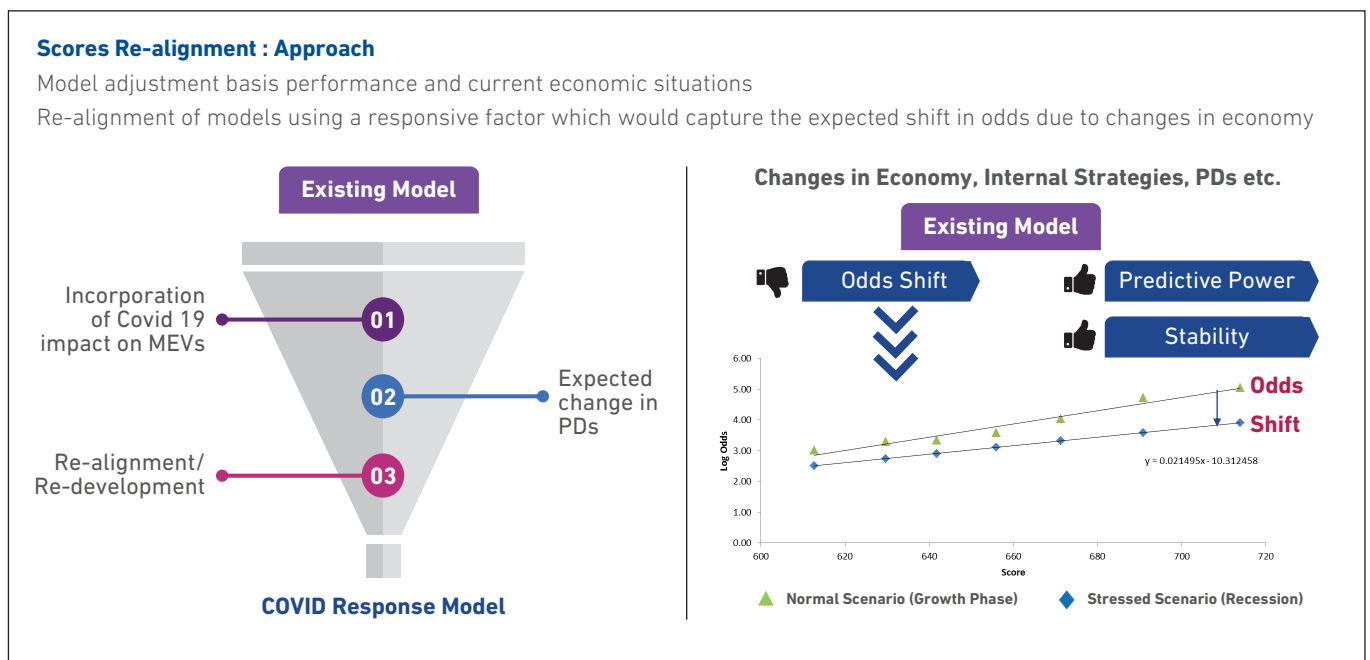 Scores Re-alignment : Approach
Model adjustment basis performance and current economic situations
Re-alignment of models using a responsive factor which would capture the expected shift in odds due to changes in economy
Existing Model
Incorporation
of Covid 19
impact on MEVs
01
02
Expected
change in
PDs
Re-alignment/
Re-development
03
COVID Response Model
Changes in Economy, Internal Strategies, PDs etc.
Existing Model
Odds Shift
Predictive Power
Stability
6.00
5.00
4.00
3.00
2.00
1.00
0.00
Log Odds
Odds
Shift
y = 0.021495x - 10.312458
600
620
640
660
680
700
720
Score
Normal Scenario (Growth Phase)
Stressed Scenario (Recession)